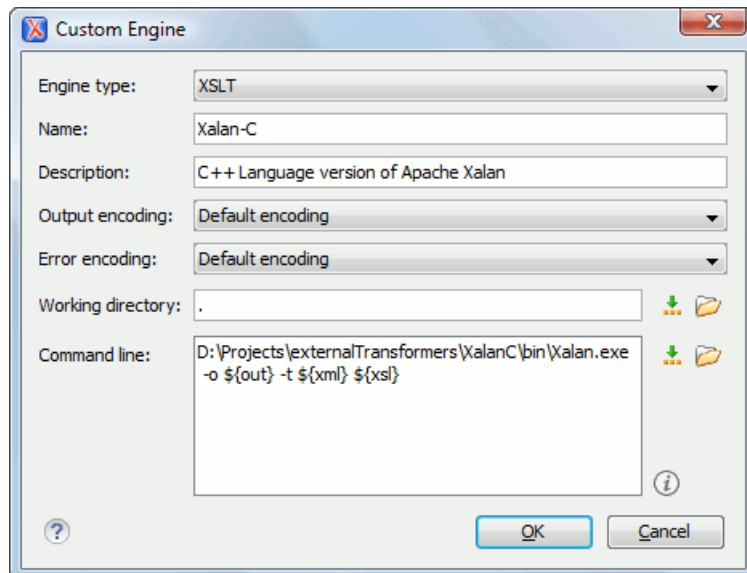 Custom Engine
Engine type: XSLT
Name: Xalan-C
Description: C++ Language version of Apache Xalan
Output encoding: Default encoding
Error encoding: Default encoding
Working directory: .
Command line: D:\Projects\externalTransformers\XalanC\bin\Xalan.exe
-o ${out} -t ${xml} ${xsl}
OK Cancel